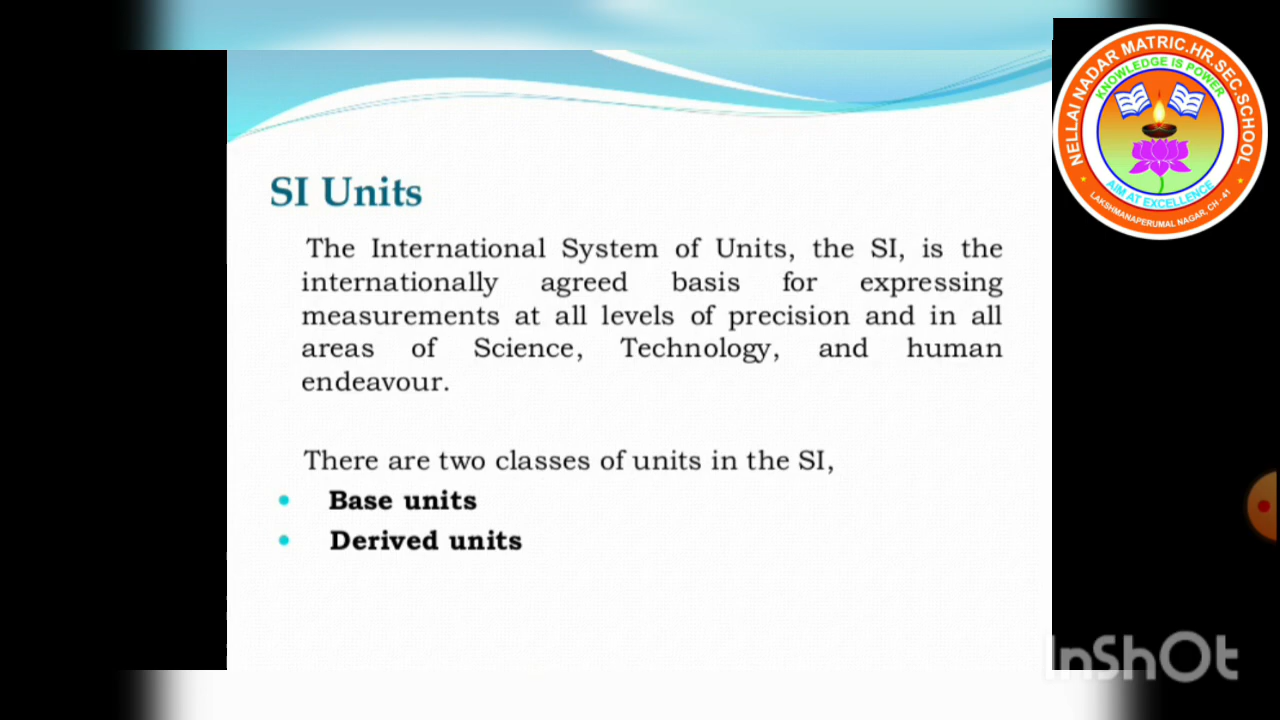 SI Units
The International System of Units, the SI, is the
internationally agreed basis for expressing
measurements at all levels of precision and in all
areas of Science, Technology, and human
endeavour.
There are two classes of units in the SI,
• Base units
• Derived units
NELLAI NADAR MATRIC.HR.SEC.SCHOOL
KNOWLEDGE IS POWER
AIM AT EXCELLENCE
LAKSHMANAPERUMAL NAGAR, CH - 41
InShOt